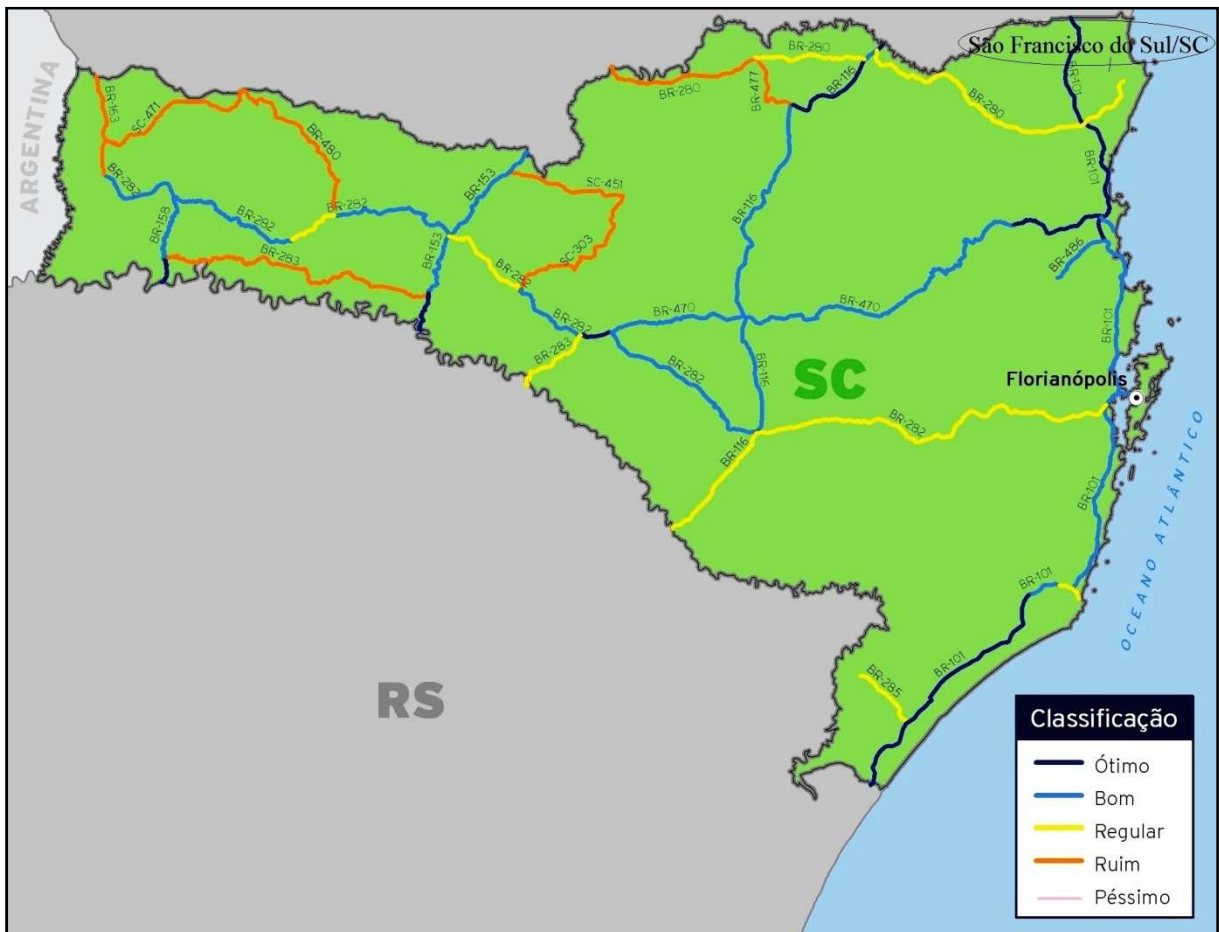 São Francisco do Sul/SC
BR-280
BR-116
BR-101
BR-280
BR-477
BR-280
BR-163
SC-471
BR-480
ARGENTINA
BR-282
BR-158
BR-282
BR-282
BR-153
SC-451
BR-116
BR-101
BR-283
BR-153
BR-282
SC-303
BR-486
BR-470
BR-470
BR-282
BR-283
BR-282
BR-116
BR-101
SC
Florianópolis
BR-282
BR-116
BR-101
OCEANO ATLÂNTICO
BR-101
BR-101
BR-285
RS
Classificação
Ótimo
Bom
Regular
Ruim
Péssimo